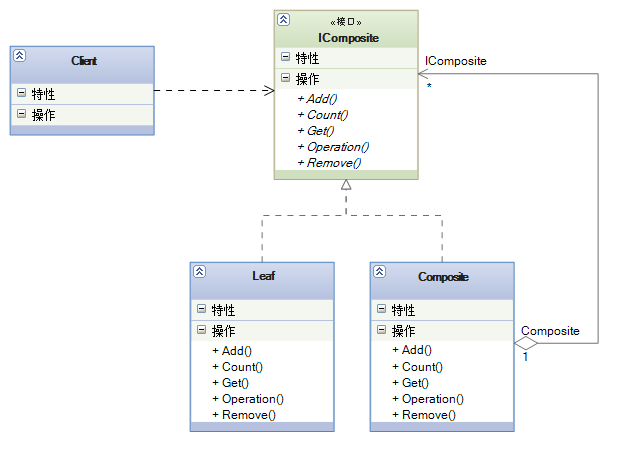 «接口»
IComposite
特性
操作
+ Add()
+ Count()
+ Get()
+ Operation()
+ Remove()
Client
特性
操作
IComposite
*
Leaf
特性
操作
+ Add()
+ Count()
+ Get()
+ Operation()
+ Remove()
Composite
特性
操作
+ Add()
+ Count()
+ Get()
+ Operation()
+ Remove()
Composite
1